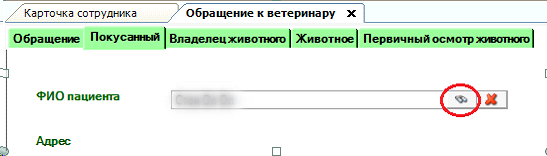 Карточка сотрудника Обращение к ветеринару x
Обращение Покусанный Владелец животного Животное Первичный осмотр животного
ФИО пациента
Адрес